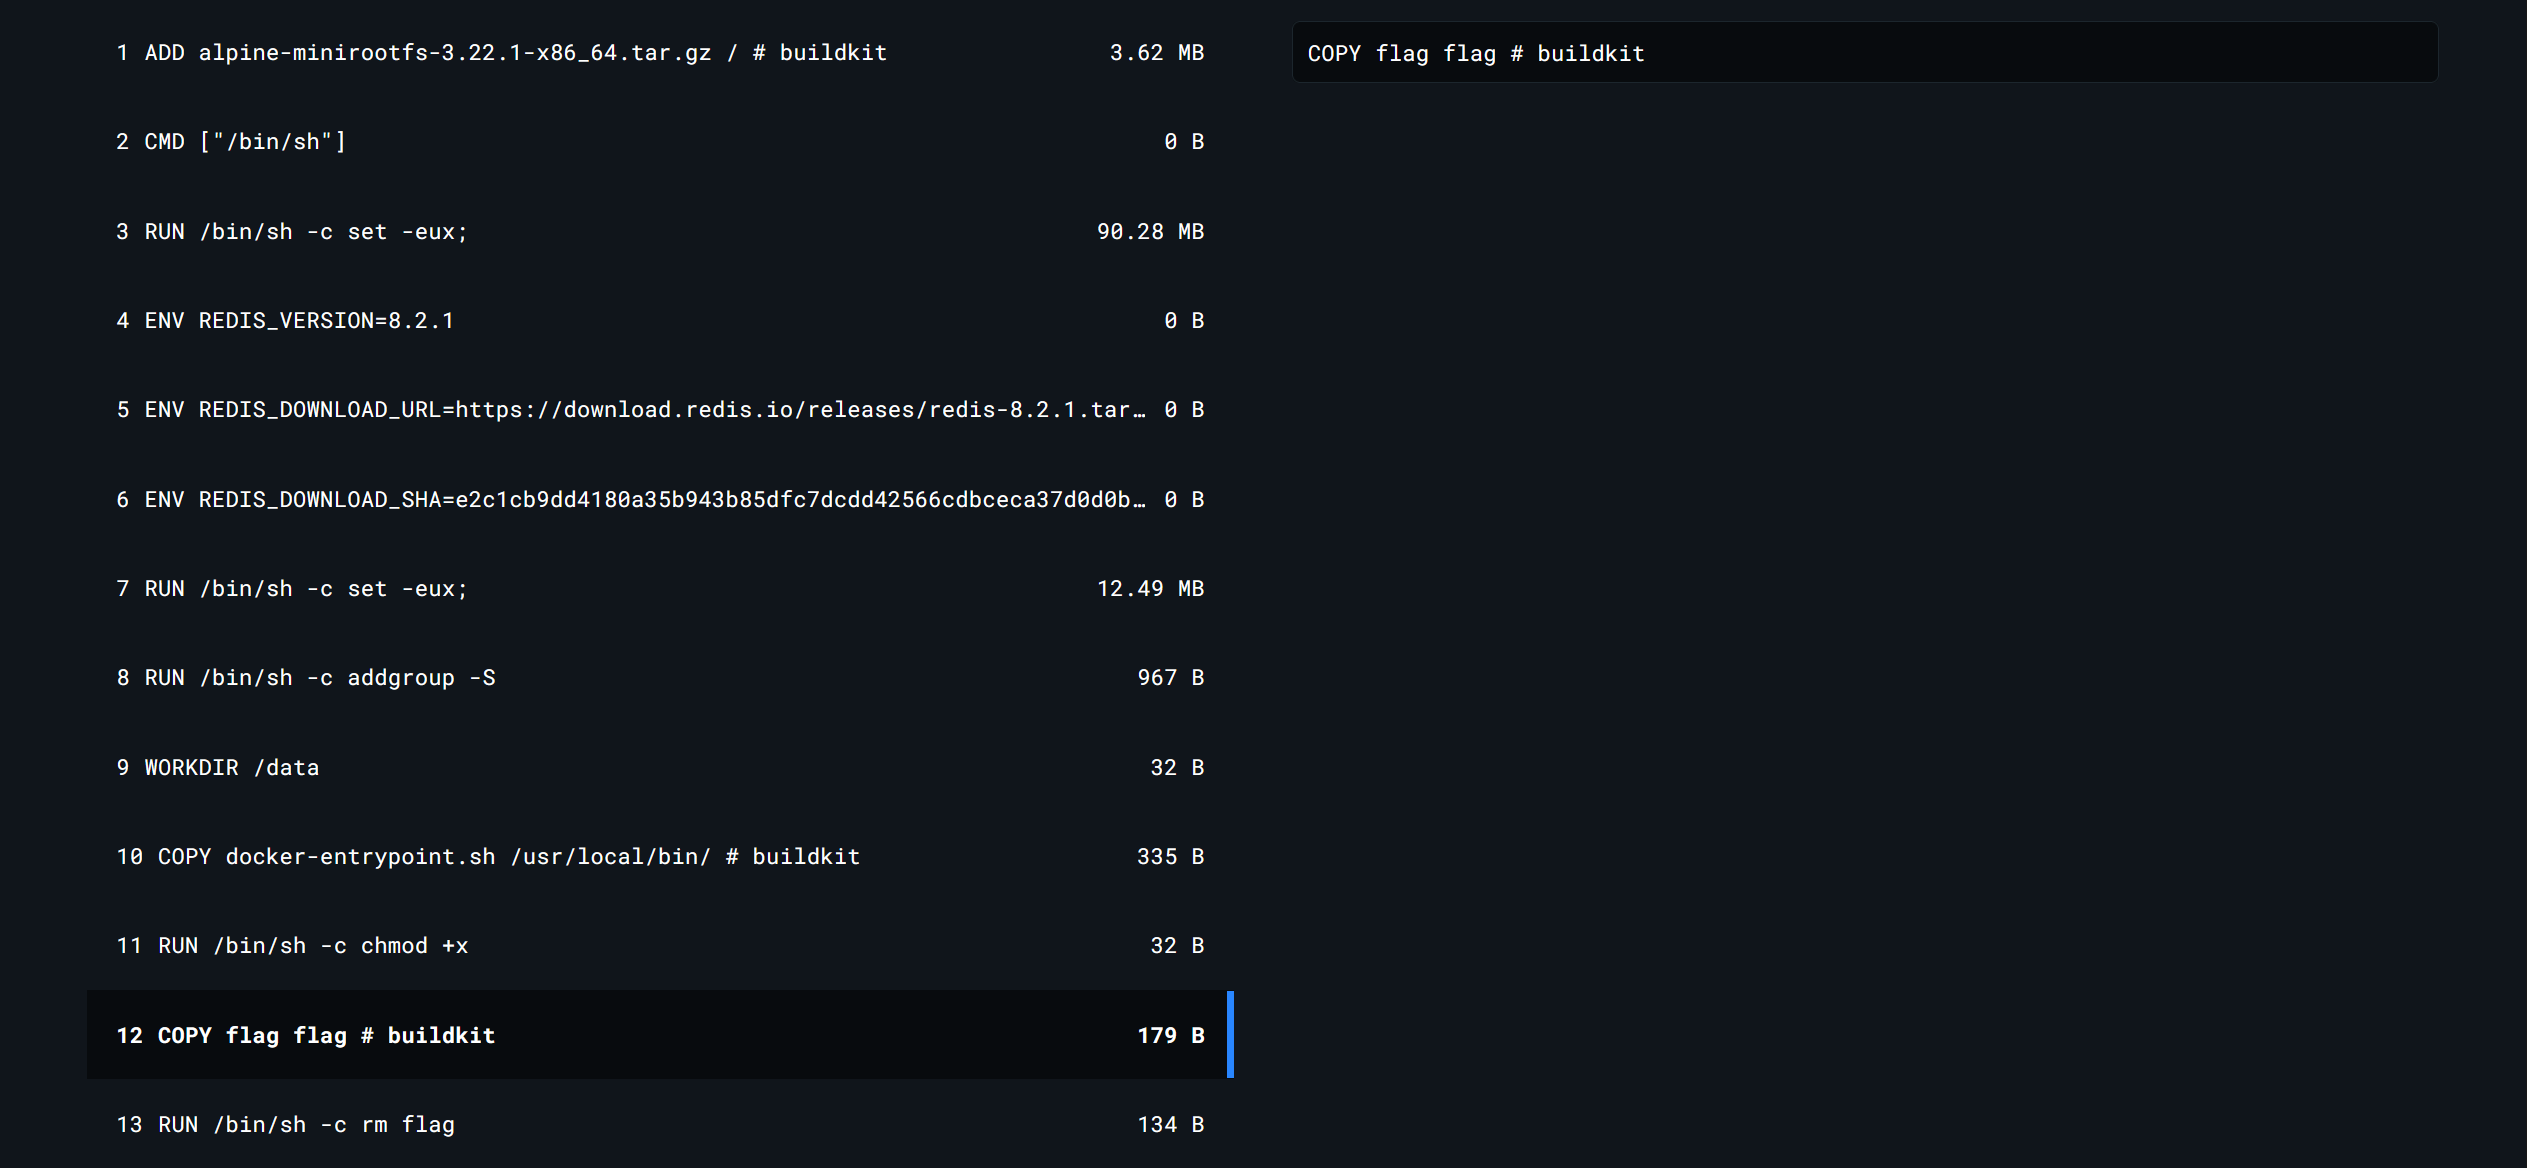 1 ADD alpine-minirootfs-3.22.1-x86_64.tar.gz / # buildkit 3.62 MB
2 CMD ["/bin/sh"] 0 B
3 RUN /bin/sh -c set -eux; 90.28 MB
4 ENV REDIS_VERSION=8.2.1 0 B
5 ENV REDIS_DOWNLOAD_URL=https://download.redis.io/releases/redis-8.2.1.tar… 0 B
6 ENV REDIS_DOWNLOAD_SHA=e2c1cb9dd4180a35b943b85dfc7dcdd42566cdbceca37d0d0b… 0 B
7 RUN /bin/sh -c set -eux; 12.49 MB
8 RUN /bin/sh -c addgroup -S 967 B
9 WORKDIR /data 32 B
10 COPY docker-entrypoint.sh /usr/local/bin/ # buildkit 335 B
11 RUN /bin/sh -c chmod +x 32 B
12 COPY flag flag # buildkit 179 B
13 RUN /bin/sh -c rm flag 134 B
COPY flag flag # buildkit